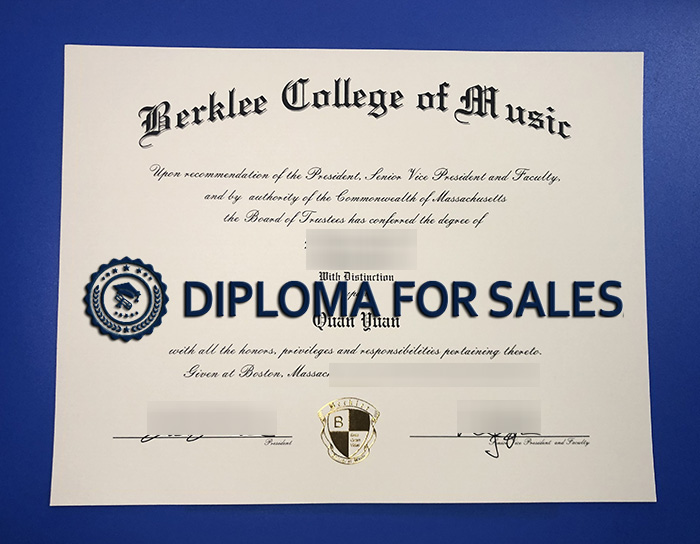 Berklee College of Music
Upon recommendation of the President, Senior Vice President and Faculty,
and by authority of the Commonwealth of Massachusetts
the Board of Trustees has conferred the degree of
With Distinction
DIPLOMA FOR SALES
Quan Yuan
with all the honors, privileges and responsibilities pertaining thereto.
Given at Boston,
Berklee
B
President
Vice President and Faculty